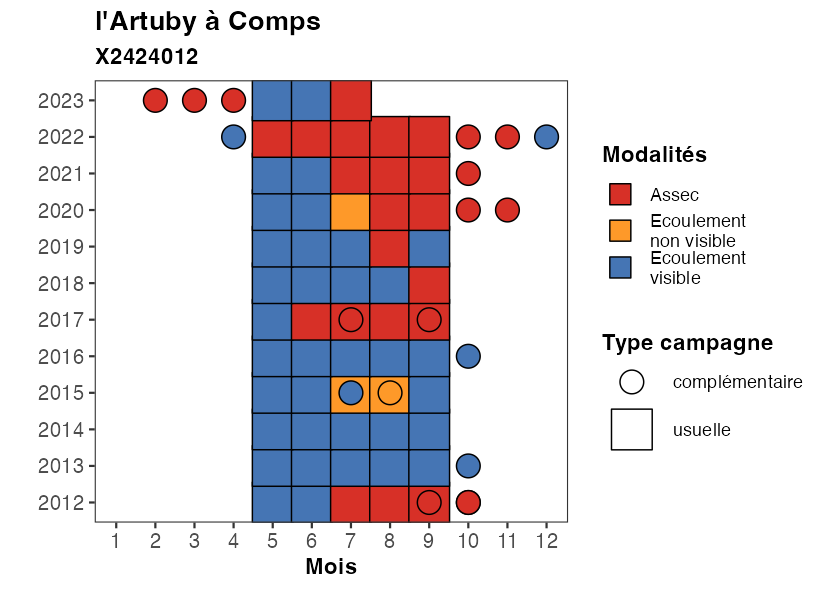 l'Artuby à Comps
X2424012
2023
2022
2021
2020
2019
2018
2017
2016
2015
2014
2013
2012
1 2 3 4 5 6 7 8 9 10 11 12
Mois
Modalités
Assec
Ecoulement
non visible
Ecoulement
visible
Type campagne
complémentaire
usuelle